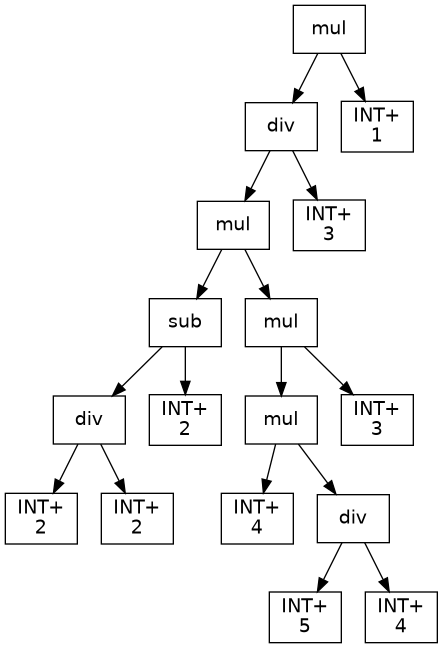 mul
div
INT+
1
mul
INT+
3
sub
mul
div
INT+
2
mul
INT+
3
INT+
2
INT+
2
INT+
4
div
INT+
5
INT+
4